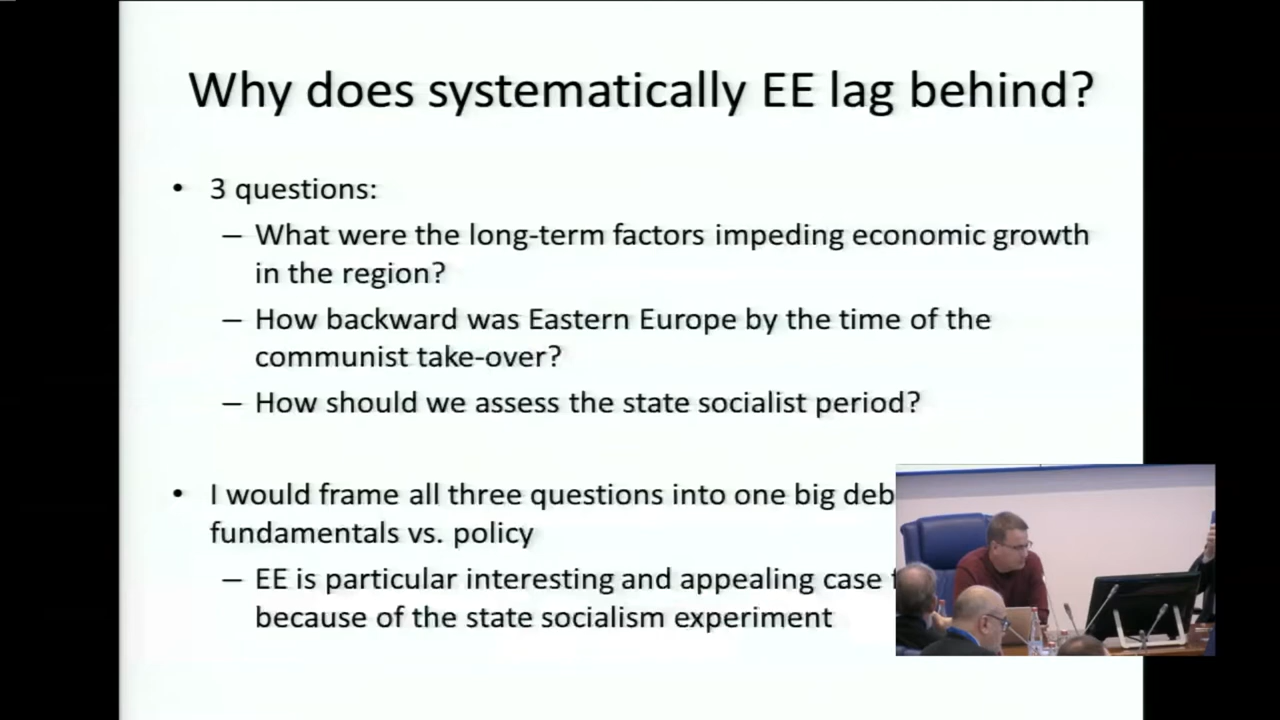 Why does systematically EE lag behind?
• 3 questions:
– What were the long-term factors impeding economic growth
in the region?
– How backward was Eastern Europe by the time of the
communist take-over?
– How should we assess the state socialist period?
• I would frame all three questions into one big
fundamentals vs. policy
– EE is particular interesting and appealing case
because of the state socialism experiment